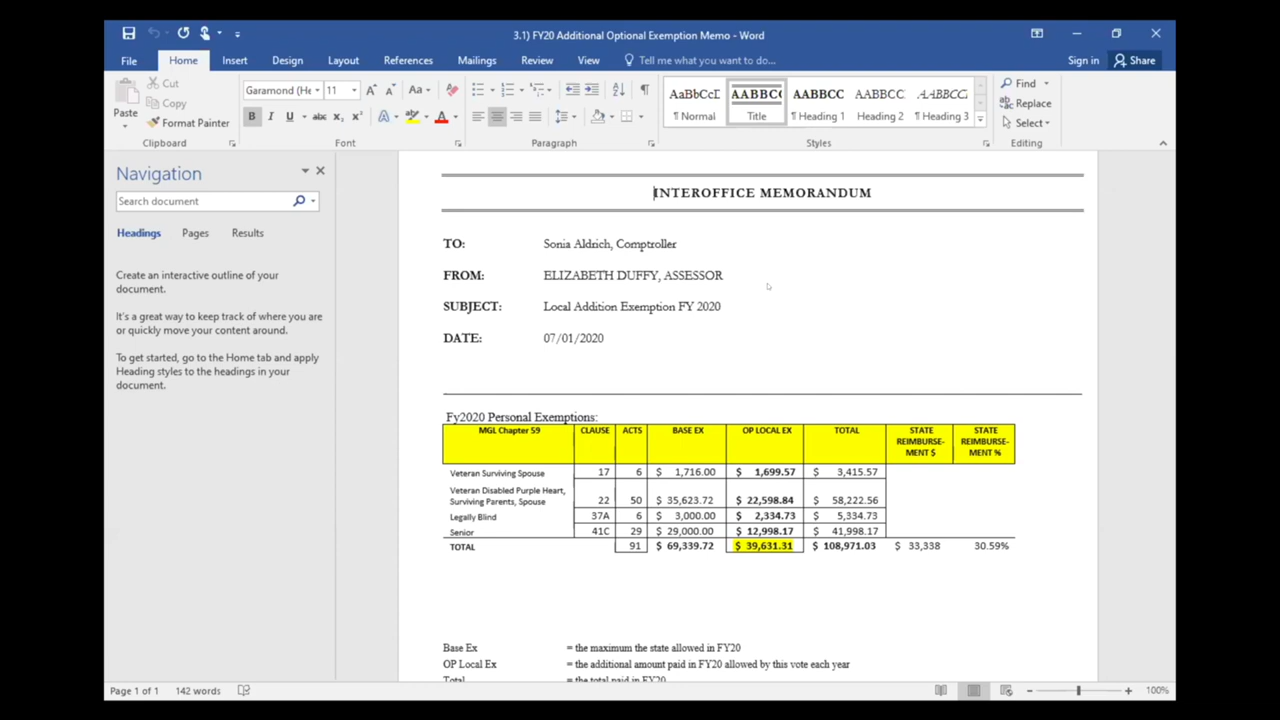 3.1) FY20 Additional Optional Exemption Memo - Word
File Home Insert Design Layout References Mailings Review View Tell me what you want to do... Sign in Share
Paste Cut Copy Format Painter
Garamond (He 11
Find Replace Select
AaBbCcI AABBC AABBCC AABBCC AABBCC
¶ Normal Title ¶ Heading 1 Heading 2 ¶ Heading 3
Clipboard Font Paragraph Styles Editing
Navigation
Search document
Headings Pages Results
Create an interactive outline of your
document.
It's a great way to keep track of where you are
or quickly move your content around.
To get started, go to the Home tab and apply
Heading styles to the headings in your
document.
INTEROFFICE MEMORANDUM
TO: Sonia Aldrich, Comptroller
FROM: ELIZABETH DUFFY, ASSESSOR
SUBJECT: Local Addition Exemption FY 2020
DATE: 07/01/2020
Fy2020 Personal Exemptions:
MGL Chapter 59 CLAUSE ACTS BASE EX OP LOCAL EX TOTAL STATE STATE
REIMBURSE- REIMBURSE-
MENT $ MENT %
Veteran Surviving Spouse 17 6 $ 1,716.00 $ 1,699.57 $ 3,415.57
Veteran Disabled Purple Heart,
Surviving Parents, Spouse 22 50 $ 35,623.72 $ 22,598.84 $ 58,222.56
Legally Blind 37A 6 $ 3,000.00 $ 2,334.73 $ 5,334.73
Senior 41C 29 $ 29,000.00 $ 12,998.17 $ 41,998.17
TOTAL 91 $ 69,339.72 $ 39,631.31 $ 108,971.03 $ 33,338 30.59%
Base Ex = the maximum the state allowed in FY20
OP Local Ex = the additional amount paid in FY20 allowed by this vote each year
Total = the total paid in FY20
Page 1 of 1 142 words 100%